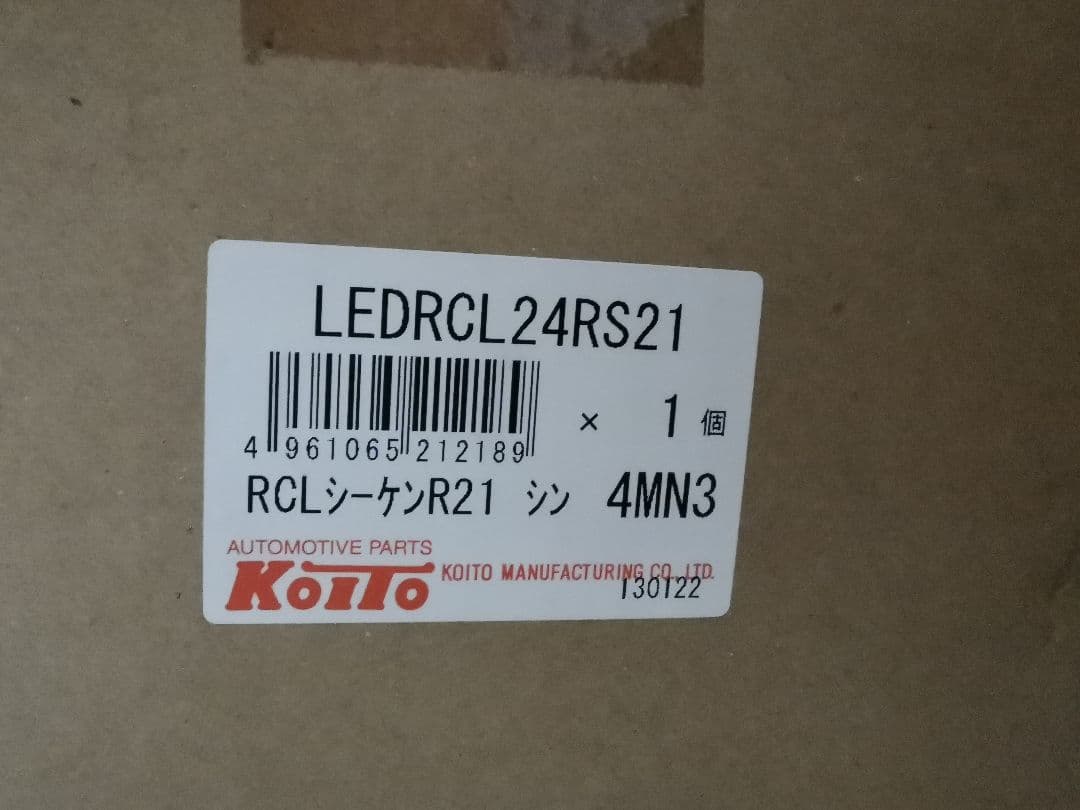 LEDRCL24RS21
× 1 個
4 961065 212189
RCLシーケンR21 シン 4MN3
AUTOMOTIVE PARTS
KOITO KOITO MANUFACTURING CO.,LTD.
130122